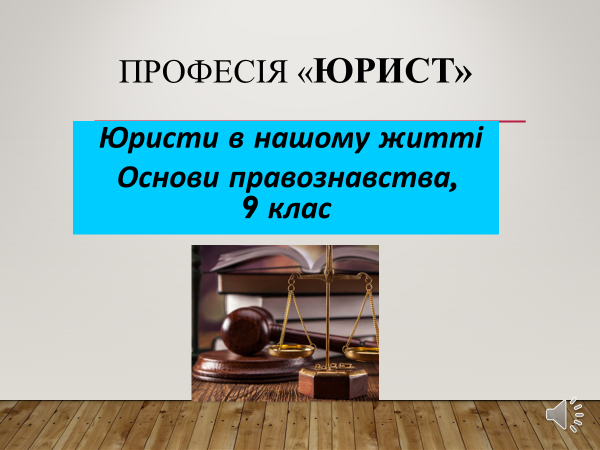 ПРОФЕСІЯ «ЮРИСТ»
Юристи в нашому житті
Основи правознавства,
9 клас